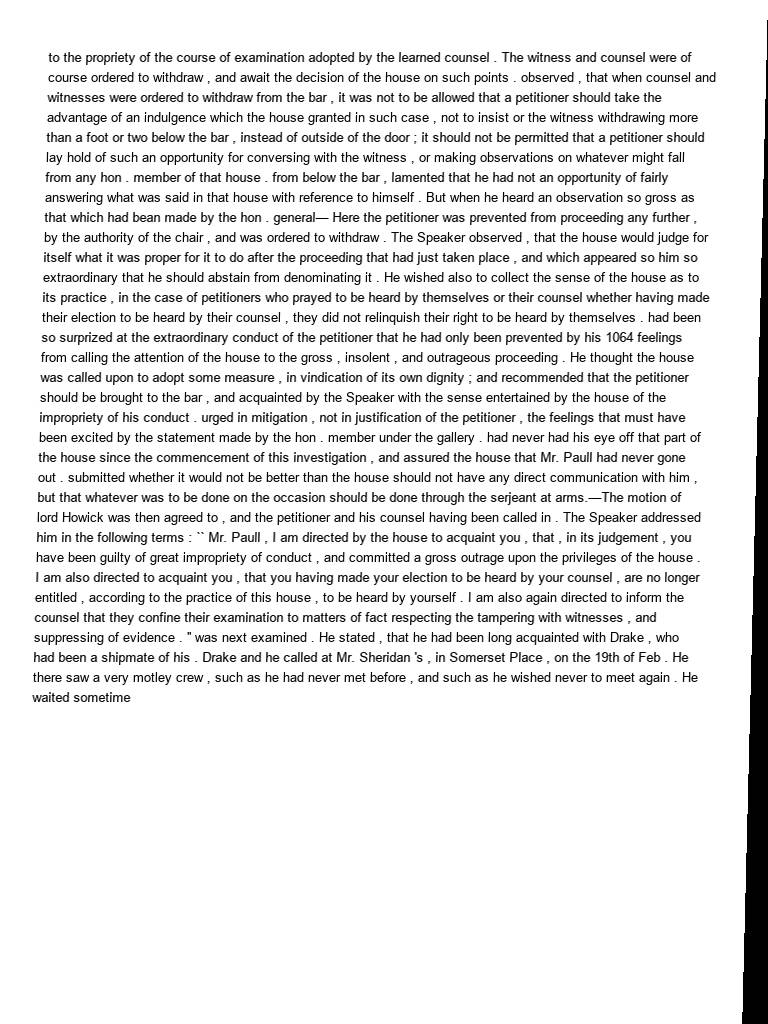 to the propriety of the course of examination adopted by the learned counsel . The witness and counsel were of
course ordered to withdraw , and await the decision of the house on such points . observed , that when counsel and
witnesses were ordered to withdraw from the bar , it was not to be allowed that a petitioner should take the
advantage of an indulgence which the house granted in such case , not to insist or the witness withdrawing more
than a foot or two below the bar , instead of outside of the door ; it should not be permitted that a petitioner should
lay hold of such an opportunity for conversing with the witness , or making observations on whatever might fall
from any hon . member of that house . from below the bar , lamented that he had not an opportunity of fairly
answering what was said in that house with reference to himself . But when he heard an observation so gross as
that which had bean made by the hon . general— Here the petitioner was prevented from proceeding any further ,
by the authority of the chair , and was ordered to withdraw . The Speaker observed , that the house would judge for
itself what it was proper for it to do after the proceeding that had just taken place , and which appeared so him so
extraordinary that he should abstain from denominating it . He wished also to collect the sense of the house as to
its practice , in the case of petitioners who prayed to be heard by themselves or their counsel whether having made
their election to be heard by their counsel , they did not relinquish their right to be heard by themselves . had been
so surprized at the extraordinary conduct of the petitioner that he had only been prevented by his 1064 feelings
from calling the attention of the house to the gross , insolent , and outrageous proceeding . He thought the house
was called upon to adopt some measure , in vindication of its own dignity ; and recommended that the petitioner
should be brought to the bar , and acquainted by the Speaker with the sense entertained by the house of the
impropriety of his conduct . urged in mitigation , not in justification of the petitioner , the feelings that must have
been excited by the statement made by the hon . member under the gallery . had never had his eye off that part of
the house since the commencement of this investigation , and assured the house that Mr. Paull had never gone
out . submitted whether it would not be better than the house should not have any direct communication with him ,
but that whatever was to be done on the occasion should be done through the serjeant at arms.—The motion of
lord Howick was then agreed to , and the petitioner and his counsel having been called in . The Speaker addressed
him in the following terms : `` Mr. Paull , I am directed by the house to acquaint you , that , in its judgement , you
have been guilty of great impropriety of conduct , and committed a gross outrage upon the privileges of the house .
I am also directed to acquaint you , that you having made your election to be heard by your counsel , are no longer
entitled , according to the practice of this house , to be heard by yourself . I am also again directed to inform the
counsel that they confine their examination to matters of fact respecting the tampering with witnesses , and
suppressing of evidence . " was next examined . He stated , that he had been long acquainted with Drake , who
had been a shipmate of his . Drake and he called at Mr. Sheridan 's , in Somerset Place , on the 19th of Feb . He
there saw a very motley crew , such as he had never met before , and such as he wished never to meet again . He
waited sometime